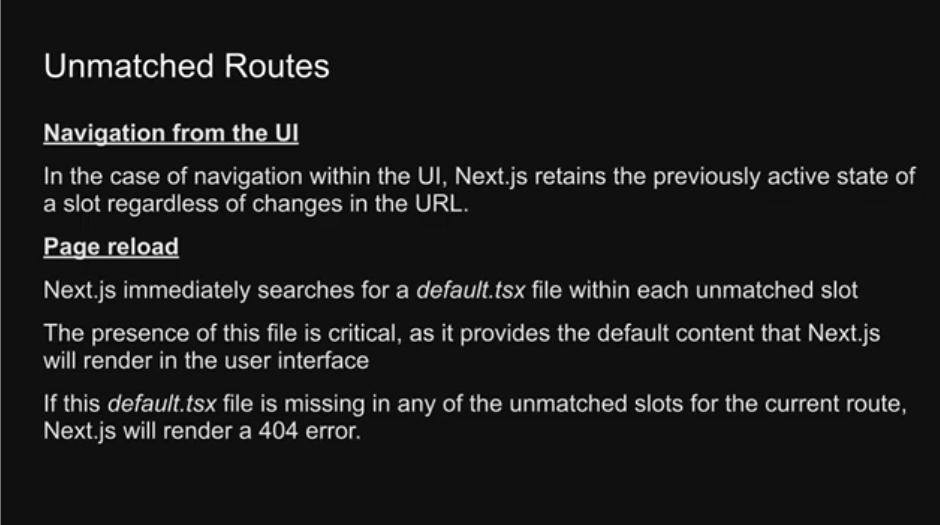 Unmatched Routes
Navigation from the UI
In the case of navigation within the UI, Next.js retains the previously active state of
a slot regardless of changes in the URL.
Page reload
Next.js immediately searches for a default.tsx file within each unmatched slot
The presence of this file is critical, as it provides the default content that Next.js
will render in the user interface
If this default.tsx file is missing in any of the unmatched slots for the current route,
Next.js will render a 404 error.